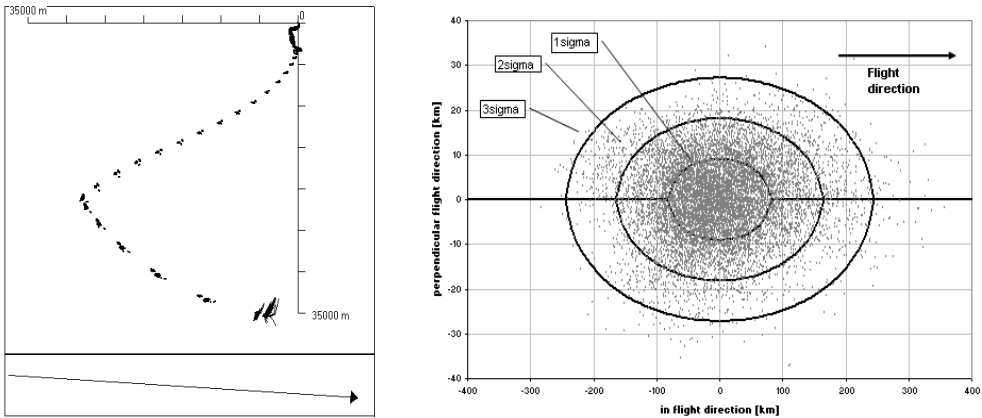 35000 m
0
35000 m
40
30
20
10
0
-10
-20
-30
-40
perpendicular flight direction [km]
1sigma
2sigma
3sigma
Flight
direction
-400
-300
-200
-100
0
100
200
300
400
in flight direction [km]